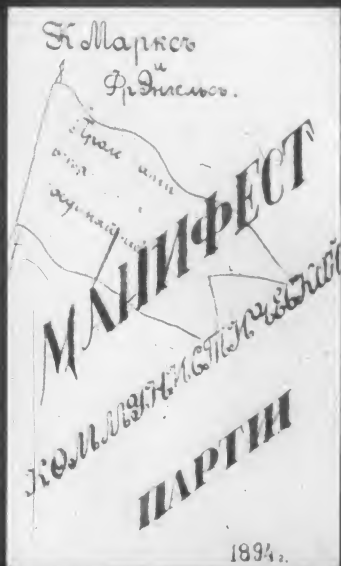 К Марксъ
и
Фр Энгельсъ.
МАНИФЕСТ
КОММУНИСТИЧЕСКОЙ
ПАРТИИ
1894 г.